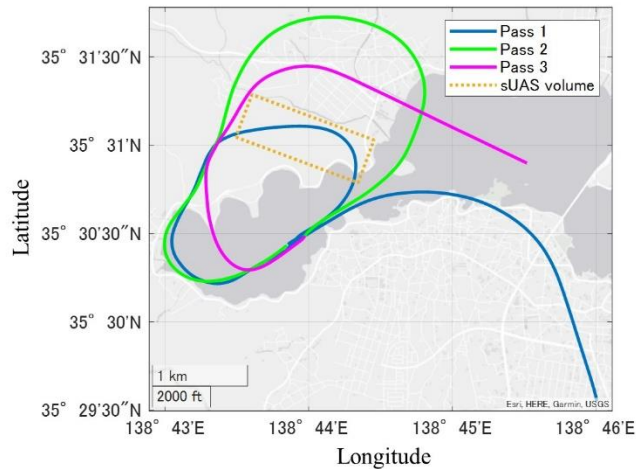 Pass 1
Pass 2
Pass 3
sUAS volume
35° 31'30"N
35° 31'N
35° 30'30"N
35° 30'N
35° 29'30"N
Latitude
1 km
2000 ft
Esri, HERE, Garmin, USGS
138° 43'E
138° 44'E
138° 45'E
138° 46'E
Longitude